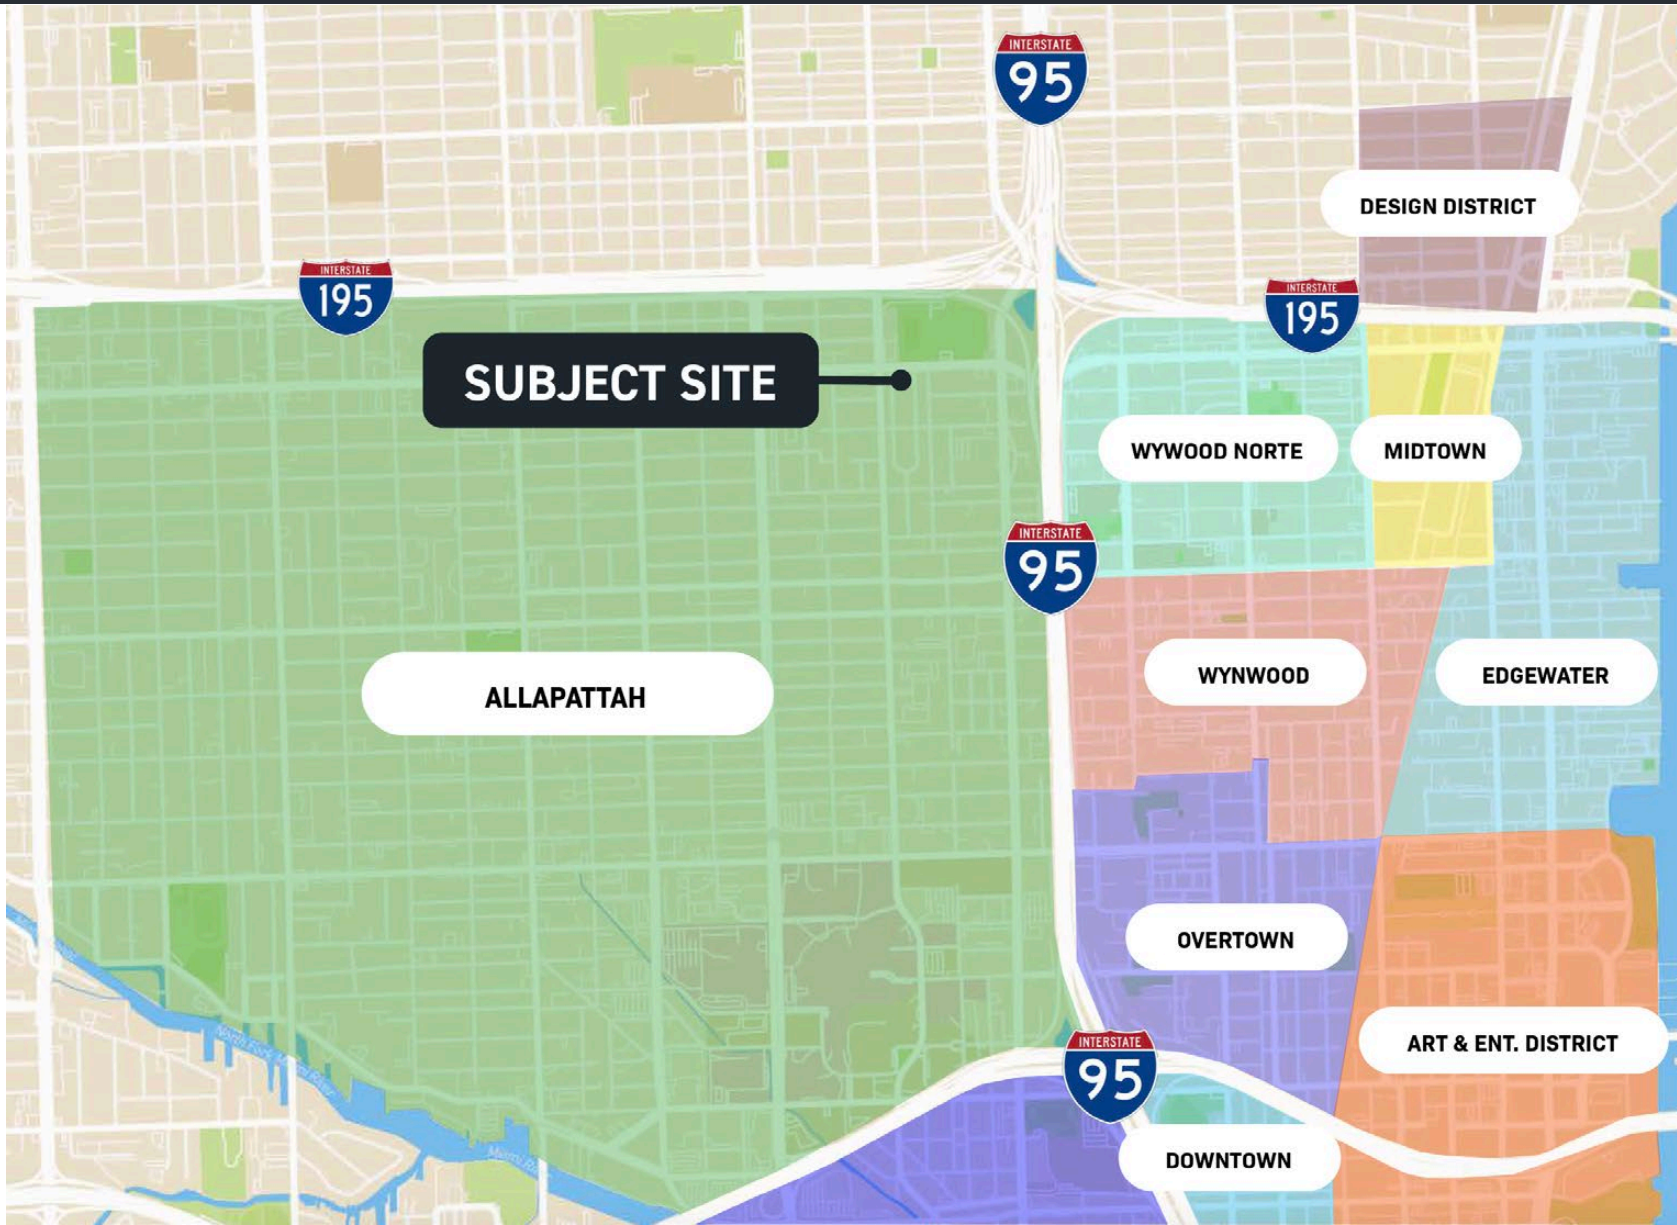 INTERSTATE
95
DESIGN DISTRICT
INTERSTATE
195
INTERSTATE
195
SUBJECT SITE
WYWOOD NORTE
MIDTOWN
INTERSTATE
95
ALLAPATTAH
WYNWOOD
EDGEWATER
OVERTOWN
INTERSTATE
95
ART & ENT. DISTRICT
DOWNTOWN